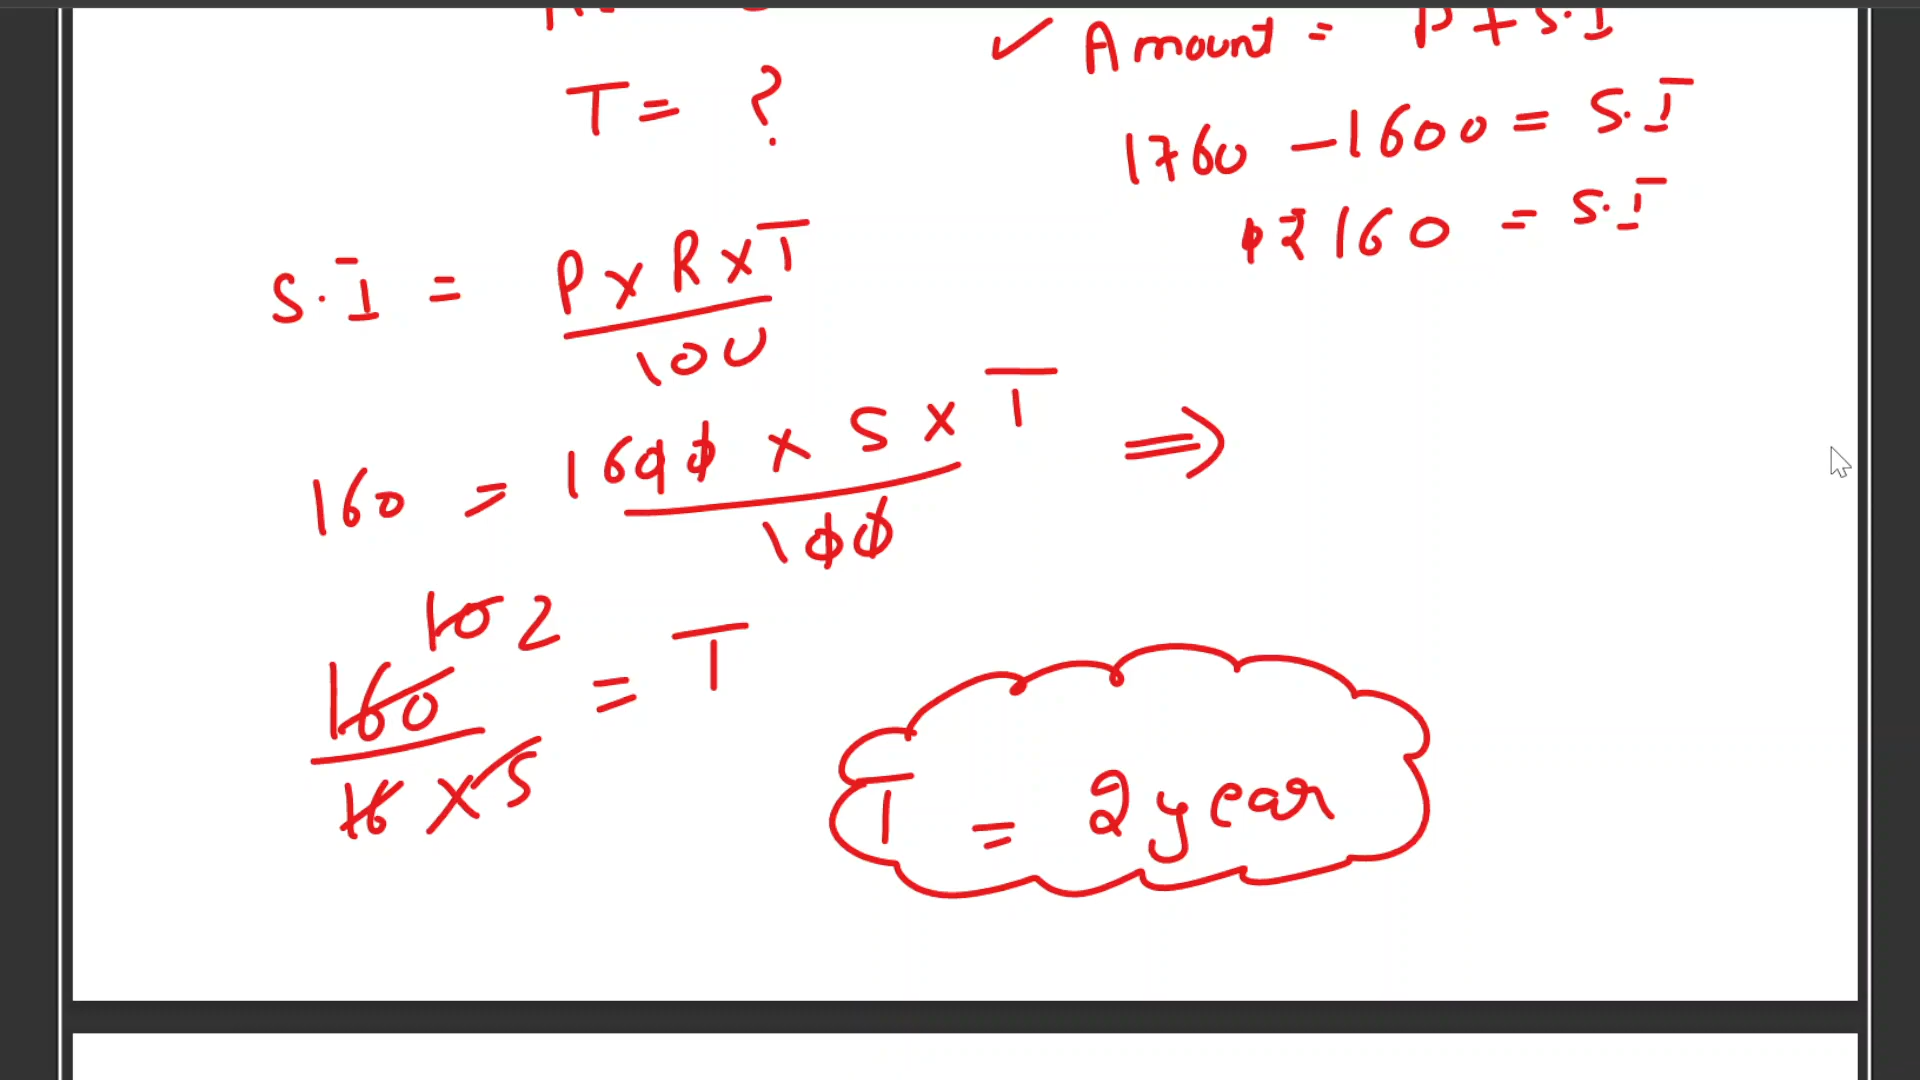 T = ?
✓ Amount = P + S.I
1760 - 1600 = S.I
₹ 160 = S.I
S.I = P x R x T
100
160 = 1600 x 5 x T ⇒
100
10 2
160 = T
16 x 5
T = 2 year